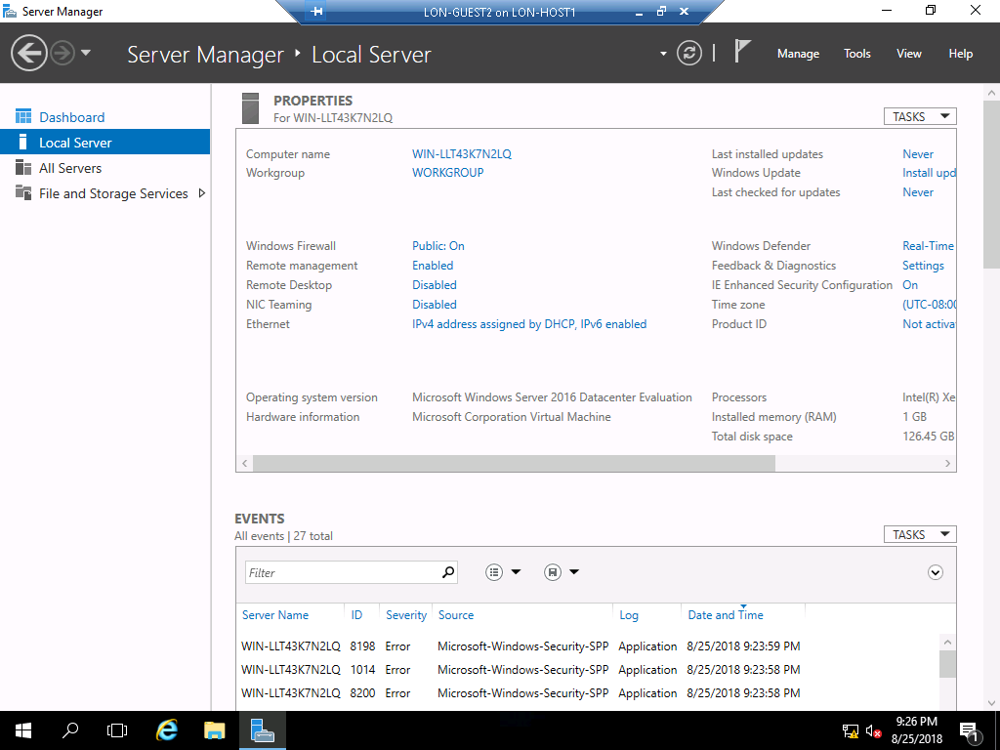 Server Manager
LON-GUEST2 on LON-HOST1
Server Manager ‣ Local Server
Manage Tools View Help
Dashboard
Local Server
All Servers
File and Storage Services
PROPERTIES
For WIN-LLT43K7N2LQ
TASKS
Computer name WIN-LLT43K7N2LQ Last installed updates Never
Workgroup WORKGROUP Windows Update Install upd
Last checked for updates Never
Windows Firewall Public: On Windows Defender Real-Time
Remote management Enabled Feedback & Diagnostics Settings
Remote Desktop Disabled IE Enhanced Security Configuration On
NIC Teaming Disabled Time zone (UTC-08:00
Ethernet IPv4 address assigned by DHCP, IPv6 enabled Product ID Not activa
Operating system version Microsoft Windows Server 2016 Datacenter Evaluation Processors Intel(R) Xe
Hardware information Microsoft Corporation Virtual Machine Installed memory (RAM) 1 GB
Total disk space 126.45 GB
EVENTS
All events | 27 total
TASKS
Filter
Server Name ID Severity Source Log Date and Time
WIN-LLT43K7N2LQ 8198 Error Microsoft-Windows-Security-SPP Application 8/25/2018 9:23:59 PM
WIN-LLT43K7N2LQ 1014 Error Microsoft-Windows-Security-SPP Application 8/25/2018 9:23:58 PM
WIN-LLT43K7N2LQ 8200 Error Microsoft-Windows-Security-SPP Application 8/25/2018 9:23:58 PM
9:26 PM
8/25/2018
1